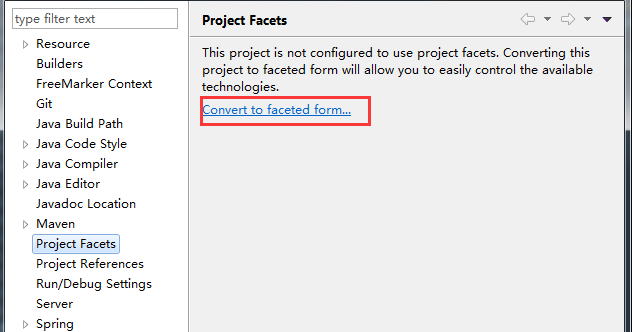 type filter text
Resource
Builders
FreeMarker Context
Git
Java Build Path
Java Code Style
Java Compiler
Java Editor
Javadoc Location
Maven
Project Facets
Project References
Run/Debug Settings
Server
Spring
Project Facets
This project is not configured to use project facets. Converting this
project to faceted form will allow you to easily control the available
technologies.
Convert to faceted form...